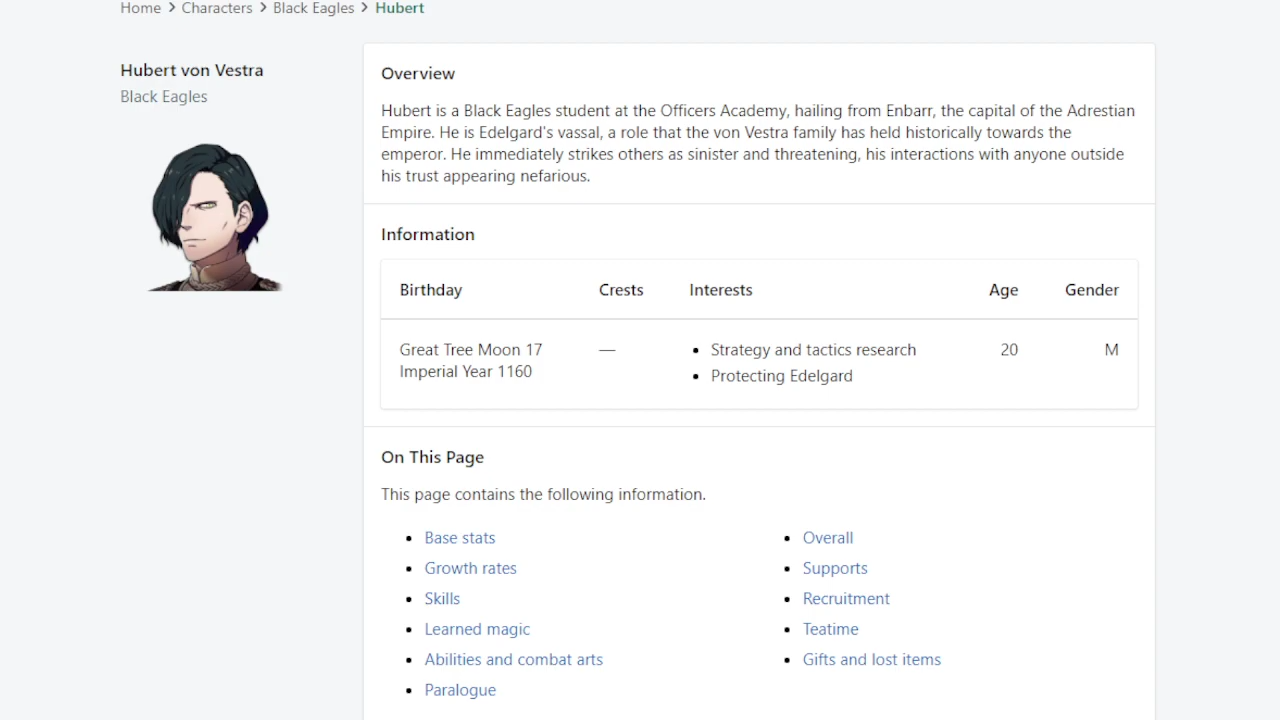 Home > Characters > Black Eagles > Hubert
Hubert von Vestra
Black Eagles
Overview
Hubert is a Black Eagles student at the Officers Academy, hailing from Enbarr, the capital of the Adrestian
Empire. He is Edelgard's vassal, a role that the von Vestra family has held historically towards the
emperor. He immediately strikes others as sinister and threatening, his interactions with anyone outside
his trust appearing nefarious.
Information
Birthday Crests Interests Age Gender
Great Tree Moon 17 — • Strategy and tactics research 20 M
Imperial Year 1160 • Protecting Edelgard
On This Page
This page contains the following information.
• Base stats
• Growth rates
• Skills
• Learned magic
• Abilities and combat arts
• Paralogue
• Overall
• Supports
• Recruitment
• Teatime
• Gifts and lost items